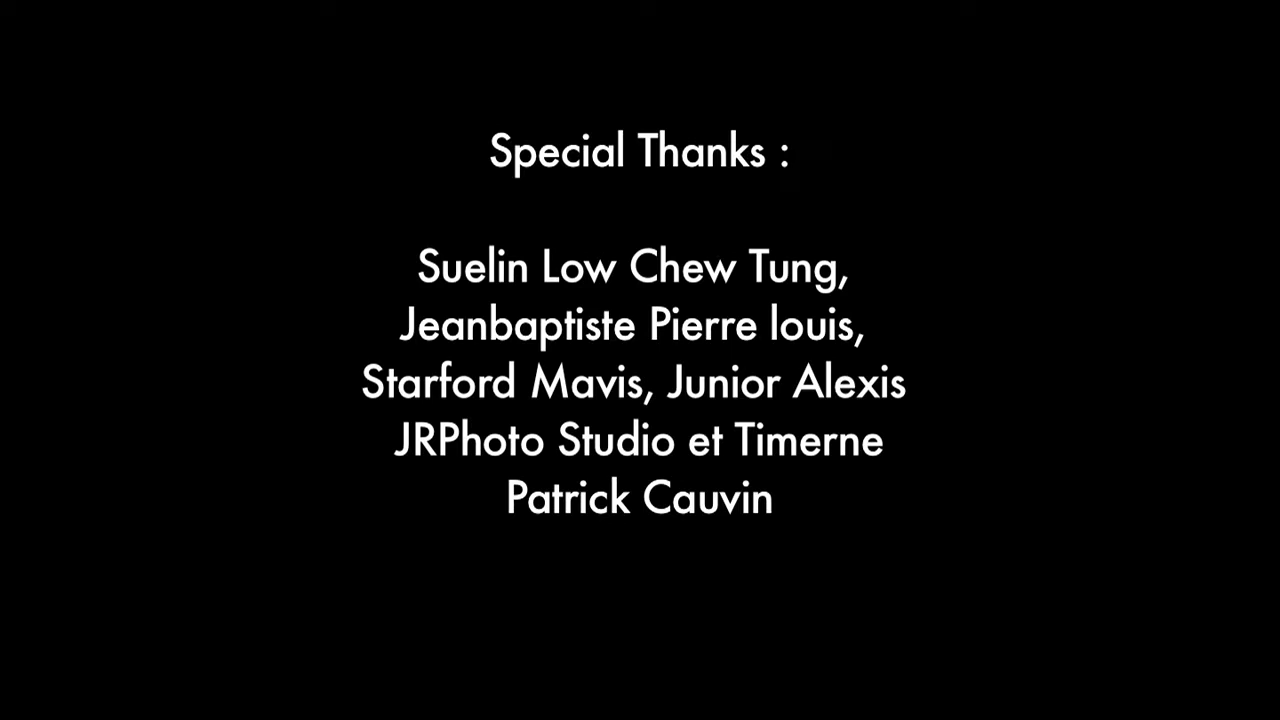 Special Thanks :
Suelin Low Chew Tung,
Jeanbaptiste Pierre louis,
Starford Mavis, Junior Alexis
JRPhoto Studio et Timerne
Patrick Cauvin